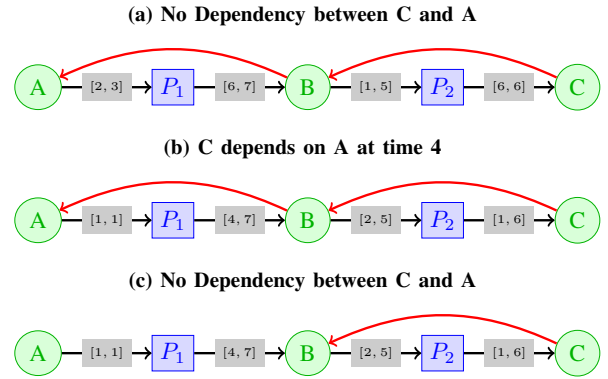 (a) No Dependency between C and A
A [2, 3] P1 [6, 7] B [1, 5] P2 [6, 6] C
(b) C depends on A at time 4
A [1, 1] P1 [4, 7] B [2, 5] P2 [1, 6] C
(c) No Dependency between C and A
A [1, 1] P1 [4, 7] B [2, 5] P2 [1, 6] C